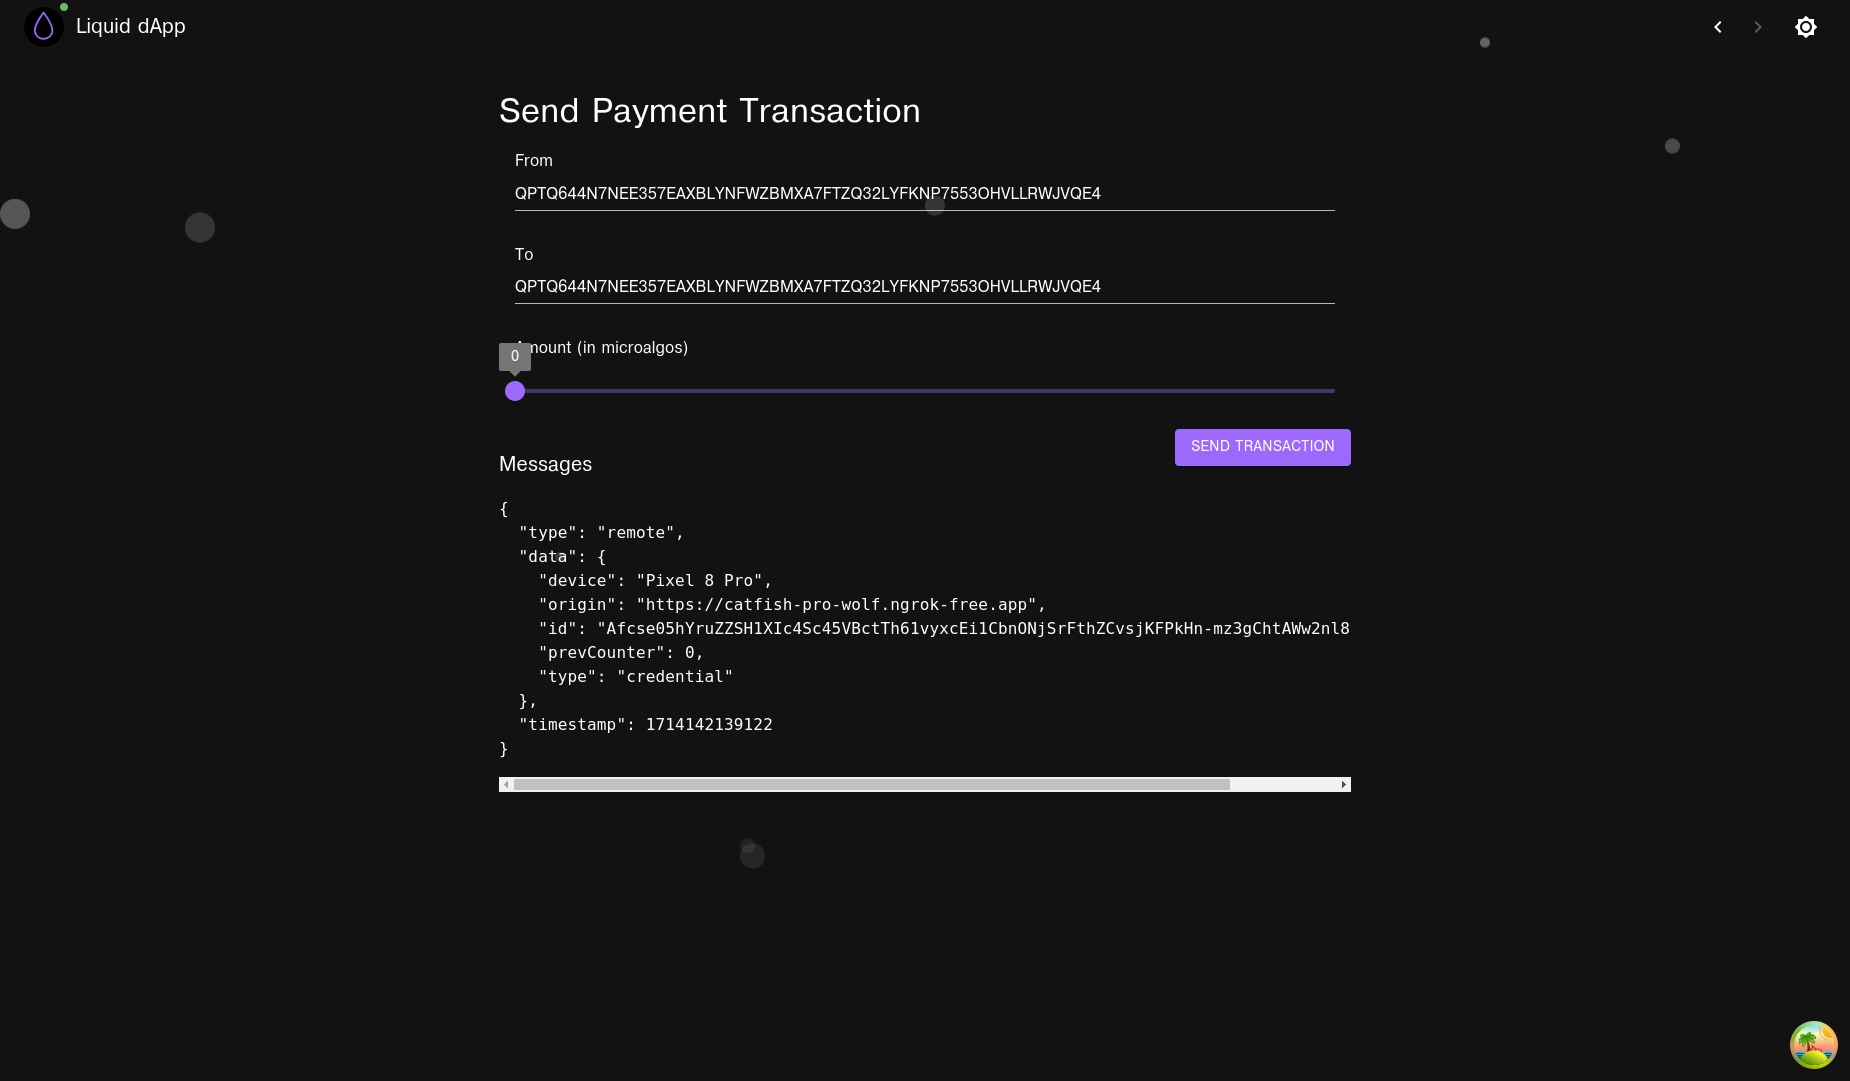 Liquid dApp
Send Payment Transaction
From
QPTQ644N7NEE357EAXBLYNFWZBMXA7FTZQ32LYFKNP7553OHVLLRWJVQE4
To
QPTQ644N7NEE357EAXBLYNFWZBMXA7FTZQ32LYFKNP7553OHVLLRWJVQE4
Amount (in microalgos)
0
SEND TRANSACTION
Messages
{
  "type": "remote",
  "data": {
    "device": "Pixel 8 Pro",
    "origin": "https://catfish-pro-wolf.ngrok-free.app",
    "id": "Afcse05hYruZZSH1XIc4Sc45VBctTh61vyxcEi1CbnONjSrFthZCvsjKFPkHn-mz3gChtAWw2nl8
    "prevCounter": 0,
    "type": "credential"
  },
  "timestamp": 1714142139122
}